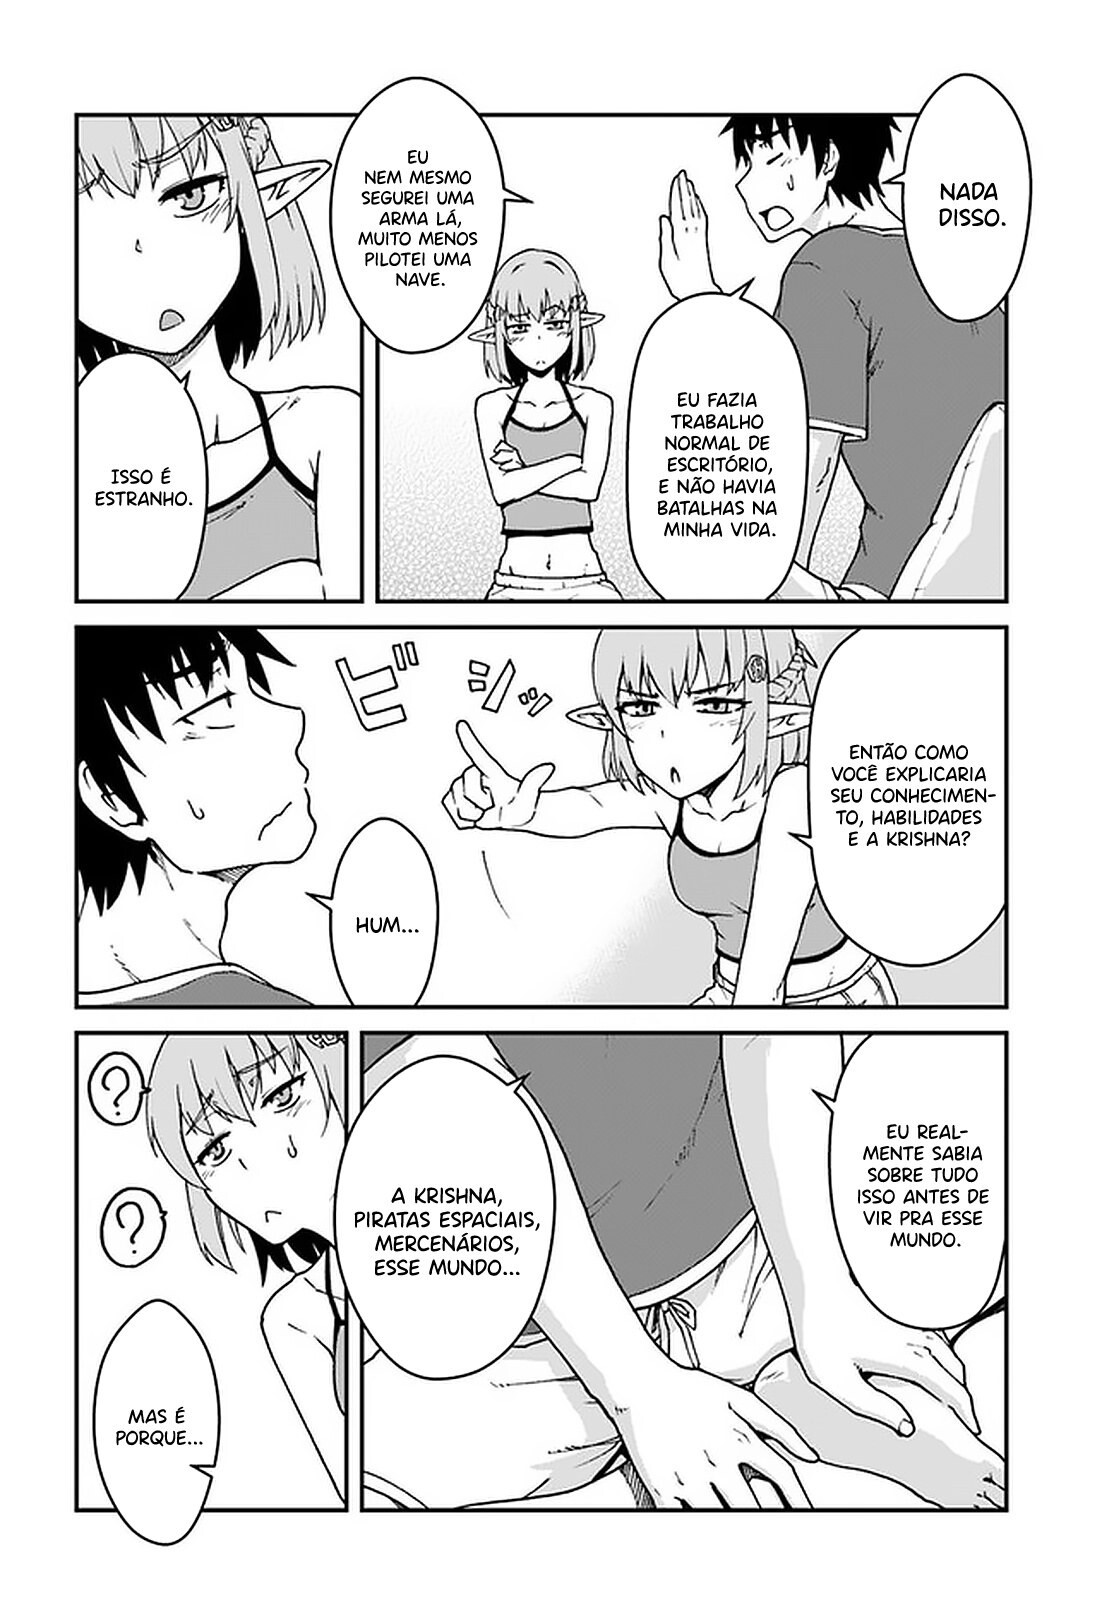 NADA
DISSO.
EU FAZIA
TRABALHO
NORMAL DE
ESCRITÓRIO,
E NÃO HAVIA
BATALHAS NA
MINHA VIDA.
EU
NEM MESMO
SEGUREI UMA
ARMA LÁ,
MUITO MENOS
PILOTEI UMA
NAVE.
ISSO É
ESTRANHO.
ENTÃO COMO
VOCÊ EXPLICARIA
SEU CONHECIMEN-
TO, HABILIDADES
E A KRISHNA?
ビシッ
HUM...
EU REAL-
MENTE SABIA
SOBRE TUDO
ISSO ANTES DE
VIR PRA ESSE
MUNDO.
A KRISHNA,
PIRATAS ESPACIAIS,
MERCENÁRIOS,
ESSE MUNDO...
?
?
MAS É
PORQUE...